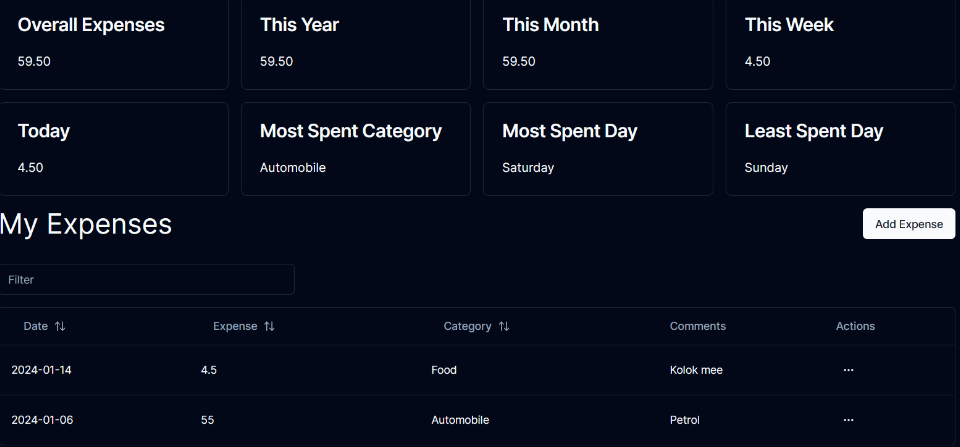 Overall Expenses This Year This Month This Week
59.50 59.50 59.50 4.50
Today Most Spent Category Most Spent Day Least Spent Day
4.50 Automobile Saturday Sunday
My Expenses Add Expense
Filter
Date Expense Category Comments Actions
2024-01-14 4.5 Food Kolok mee ...
2024-01-06 55 Automobile Petrol ...